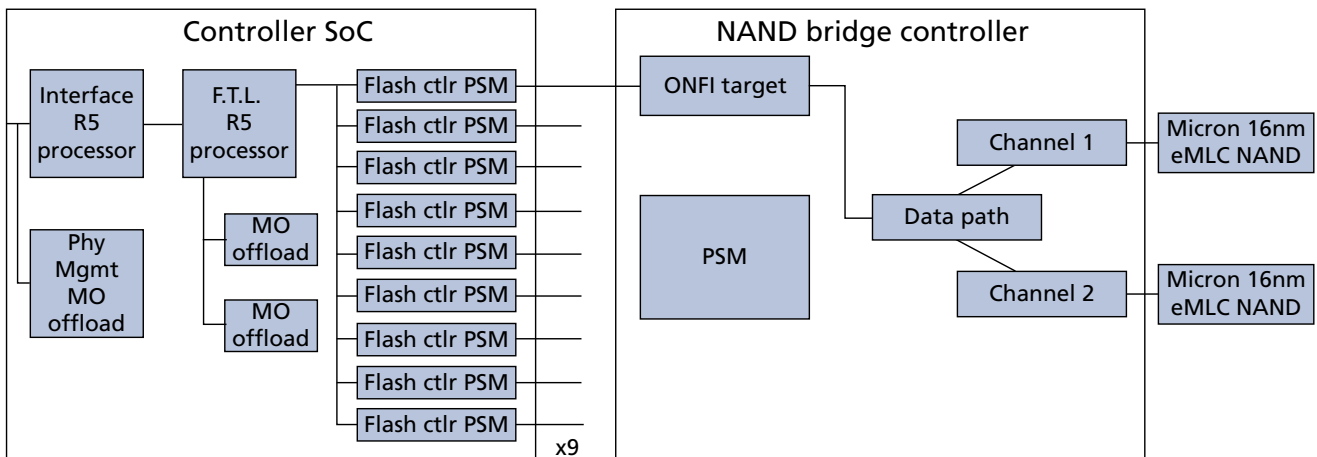 Controller SoC
Interface
R5
processor
F.T.L.
R5
processor
Phy
Mgmt
MO
offload
MO
offload
MO
offload
Flash ctlr PSM
Flash ctlr PSM
Flash ctlr PSM
Flash ctlr PSM
Flash ctlr PSM
Flash ctlr PSM
Flash ctlr PSM
Flash ctlr PSM
Flash ctlr PSM
x9
NAND bridge controller
ONFI target
PSM
Data path
Channel 1
Channel 2
Micron 16nm
eMLC NAND
Micron 16nm
eMLC NAND